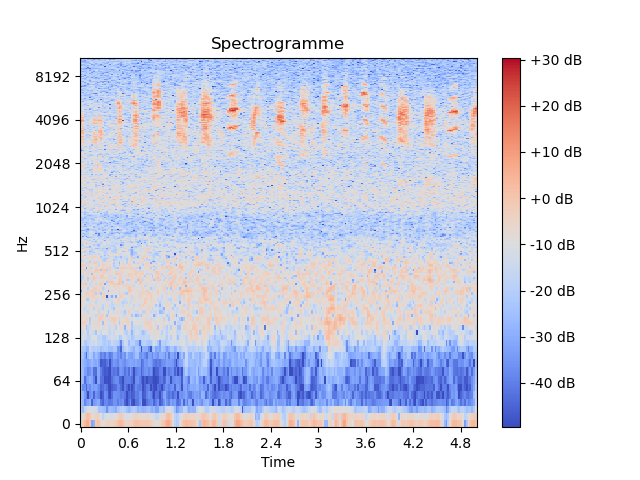 Spectrogramme
Hz
8192
4096
2048
1024
512
256
128
64
0
0 0.6 1.2 1.8 2.4 3 3.6 4.2 4.8
Time
+30 dB
+20 dB
+10 dB
+0 dB
-10 dB
-20 dB
-30 dB
-40 dB